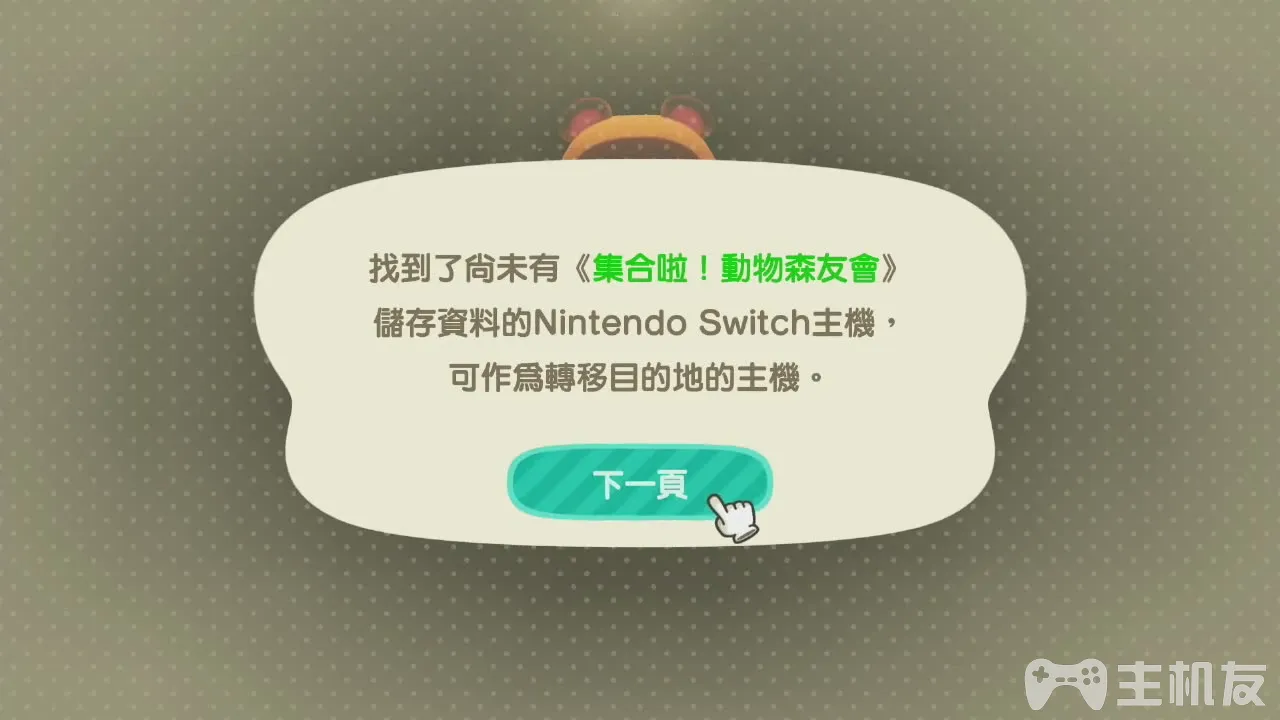 找到了尚未有《集合啦！動物森友會》
儲存資料的Nintendo Switch主機，
可作為轉移目的地的主機。
下一頁
主机友